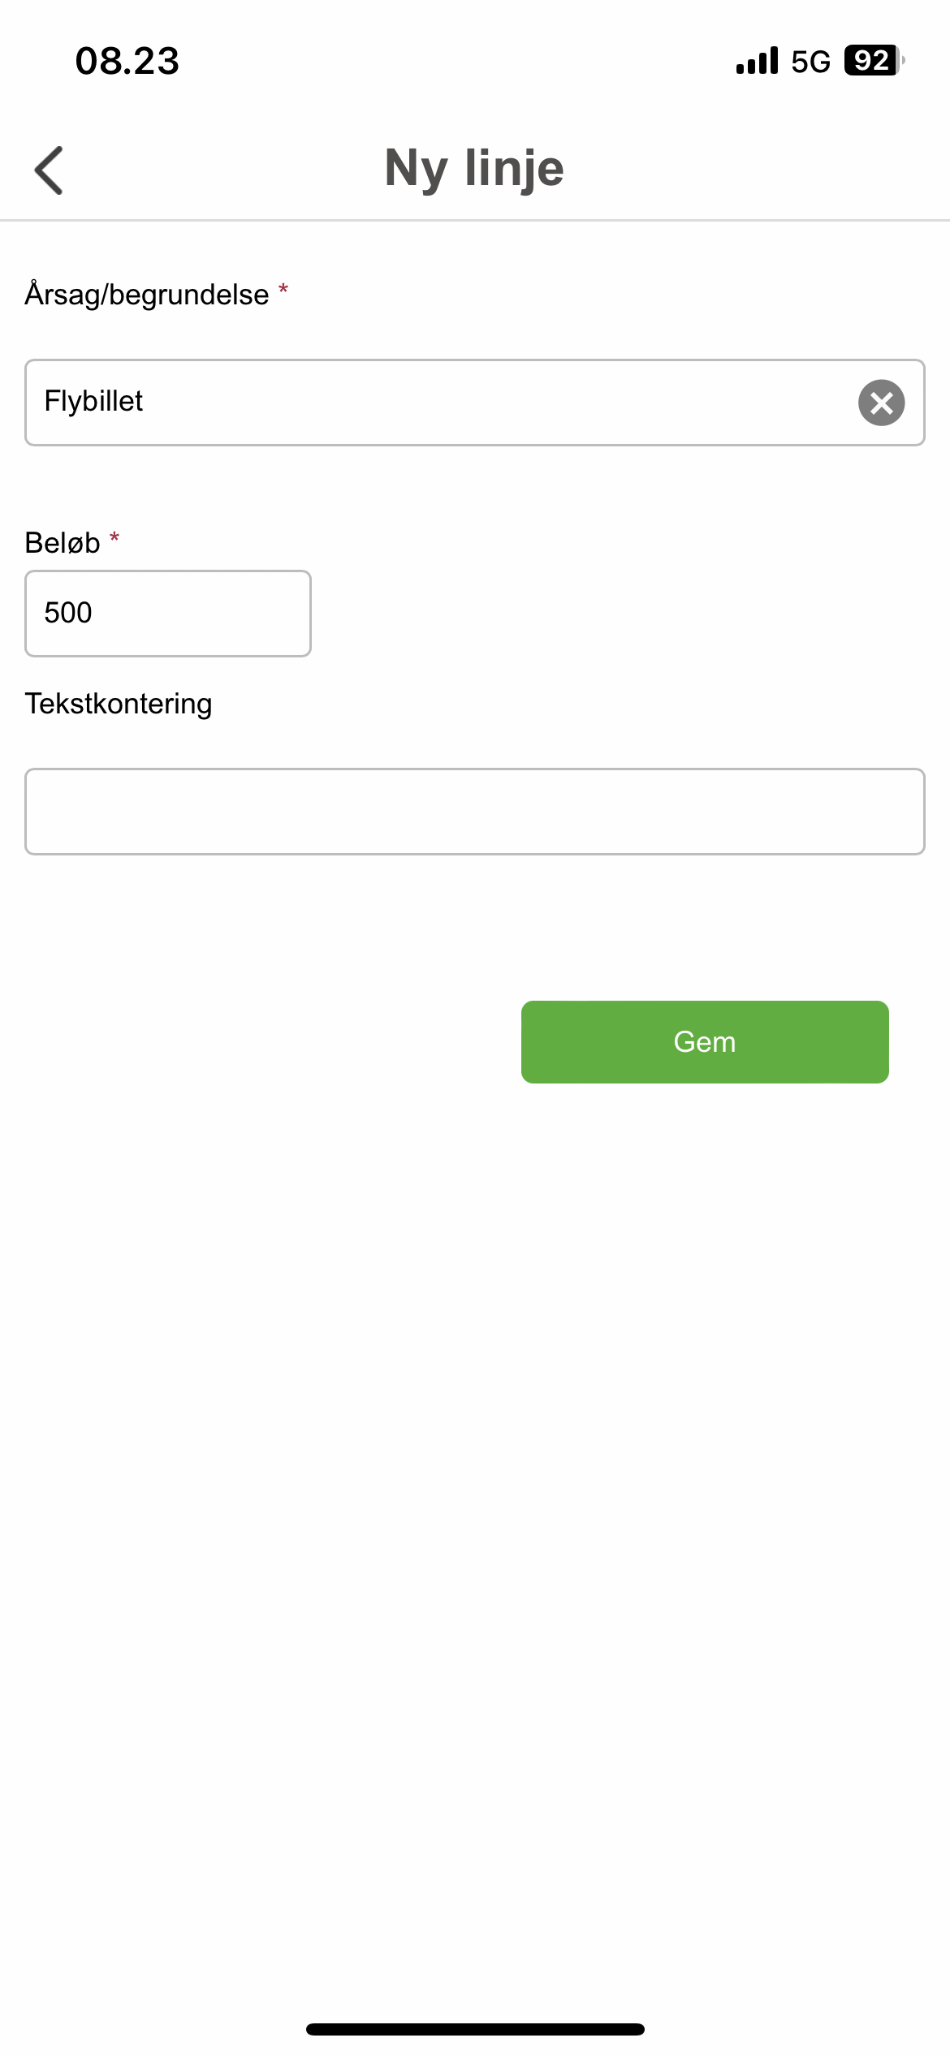 08.23 5G 92
Ny linje
Årsag/begrundelse *
Flybillet
Beløb *
500
Tekstkontering
Gem